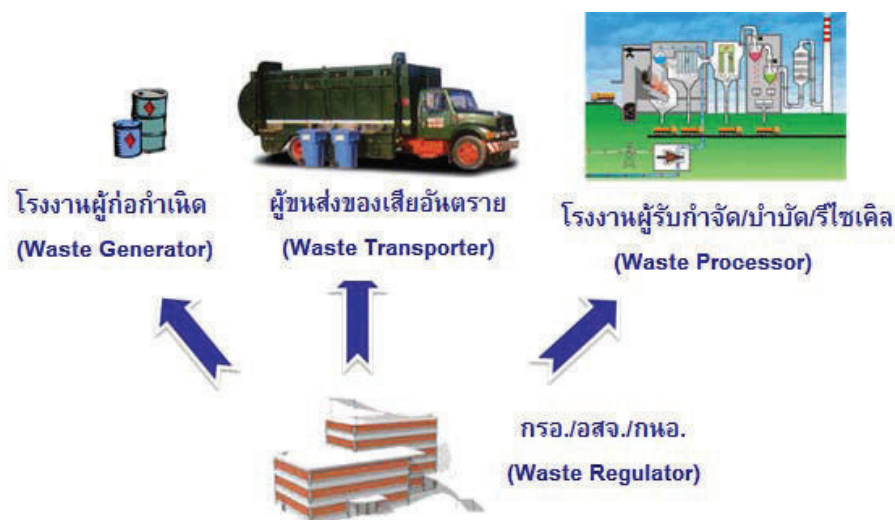 โรงงานผู้ก่อกำเนิด
(Waste Generator)
ผู้ขนส่งของเสียอันตราย
(Waste Transporter)
โรงงานผู้รับกำจัด/บำบัด/รีไซเคิล
(Waste Processor)
กรอ./อสจ./กนอ.
(Waste Regulator)